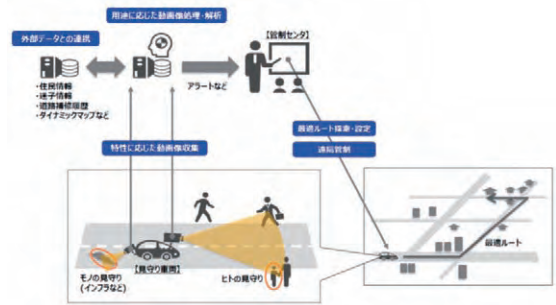 用途に応じた動画像処理・解析
外部データとの連携
【管制センタ】
・住民情報
・迷子情報
・道路補修履歴
・ダイナミックマップなど
アラートなど
最適ルート探索・設定
特性に応じた動画像収集
遠隔管制
最適ルート
【見守り車両】
モノの見守り
(インフラなど)
ヒトの見守り